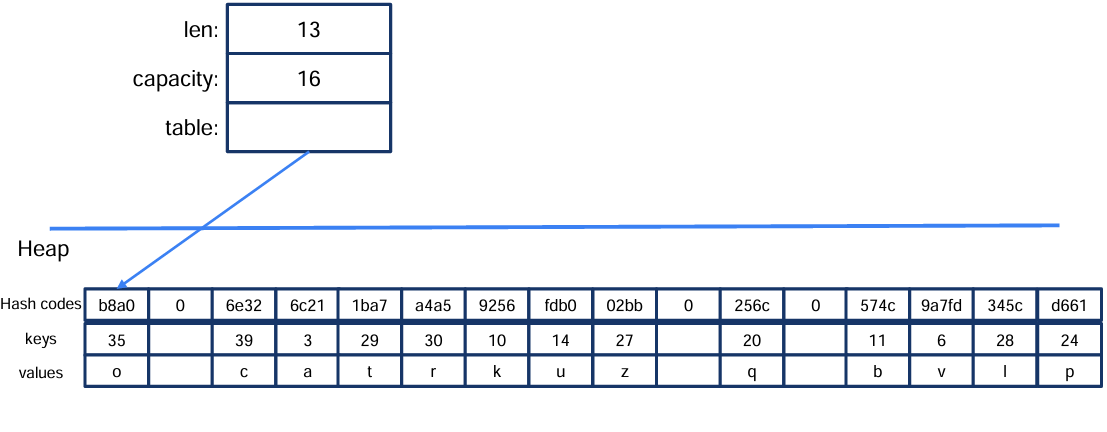 len: 13
capacity: 16
table:
Heap
Hash codes b8a0 0 6e32 6c21 1ba7 a4a5 9256 fdb0 02bb 0 256c 0 574c 9a7fd 345c d661
keys 35 39 3 29 30 10 14 27 20 11 6 28 24
values o c a t r k u z q b v l p